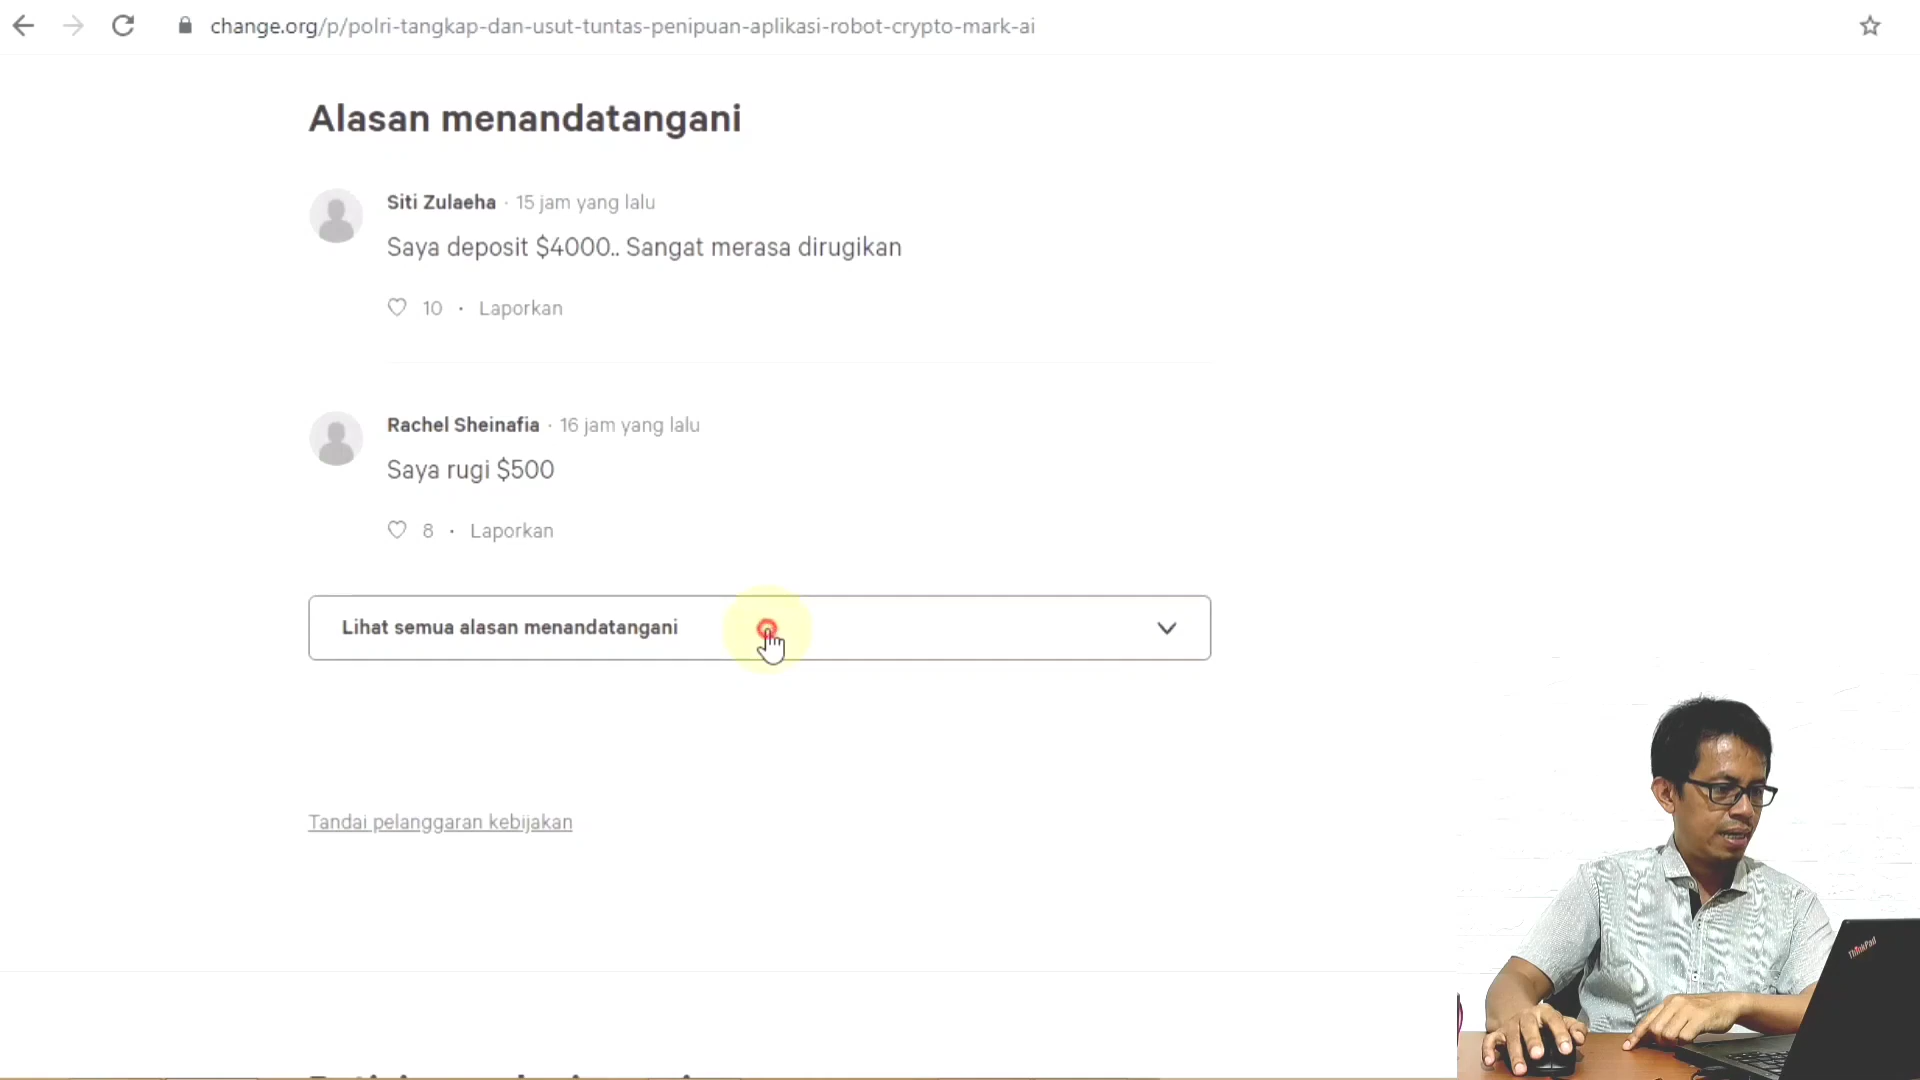 change.org/p/polri-tangkap-dan-usut-tuntas-penipuan-aplikasi-robot-crypto-mark-ai
Alasan menandatangani
Siti Zulaeha · 15 jam yang lalu
Saya deposit $4000.. Sangat merasa dirugikan
10 · Laporkan
Rachel Sheinafia · 16 jam yang lalu
Saya rugi $500
8 · Laporkan
Lihat semua alasan menandatangani
Tandai pelanggaran kebijakan
ThinkPad